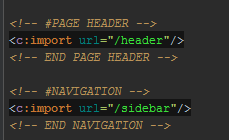 <!-- #PAGE HEADER -->
<c:import url="/header"/>
<!-- END PAGE HEADER -->
<!-- #NAVIGATION -->
<c:import url="/sidebar"/>
<!-- END NAVIGATION -->